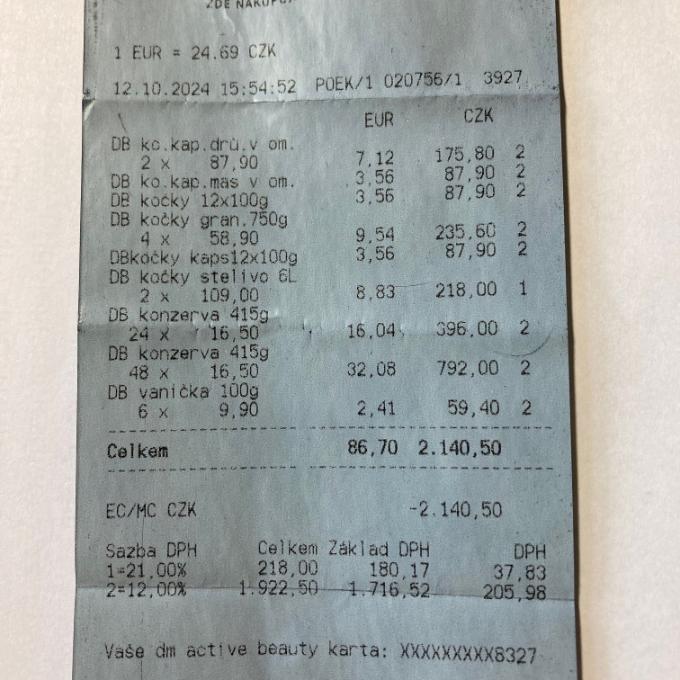 ZDE NAKUPU
1 EUR = 24.69 CZK
12.10.2024 15:54:52 POEK/1 020756/1 3927
EUR CZK
DB ko.kap.drů.v om.
2 x 87,90 7,12 175,80 2
DB ko.kap.mas v om. 3,56 87,90 2
DB kočky 12x100g 3,56 87,90 2
DB kočky gran.750g
4 x 58,90 9,54 235,60 2
DBkočky kaps12x100g 3,56 87,90 2
DB kočky stelivo 6L
2 x 109,00 8,83 218,00 1
DB konzerva 415g
24 x 16,50 16,04 396,00 2
DB konzerva 415g
48 x 16,50 32,08 792,00 2
DB vanička 100g
6 x 9,90 2,41 59,40 2
Celkem 86,70 2.140,50
EC/MC CZK -2.140,50
Sazba DPH Celkem Základ DPH DPH
1=21,00% 218,00 180,17 37,83
2=12,00% 1.922,50 1.716,52 205,98
Vaše dm active beauty karta: XXXXXXXXX8327